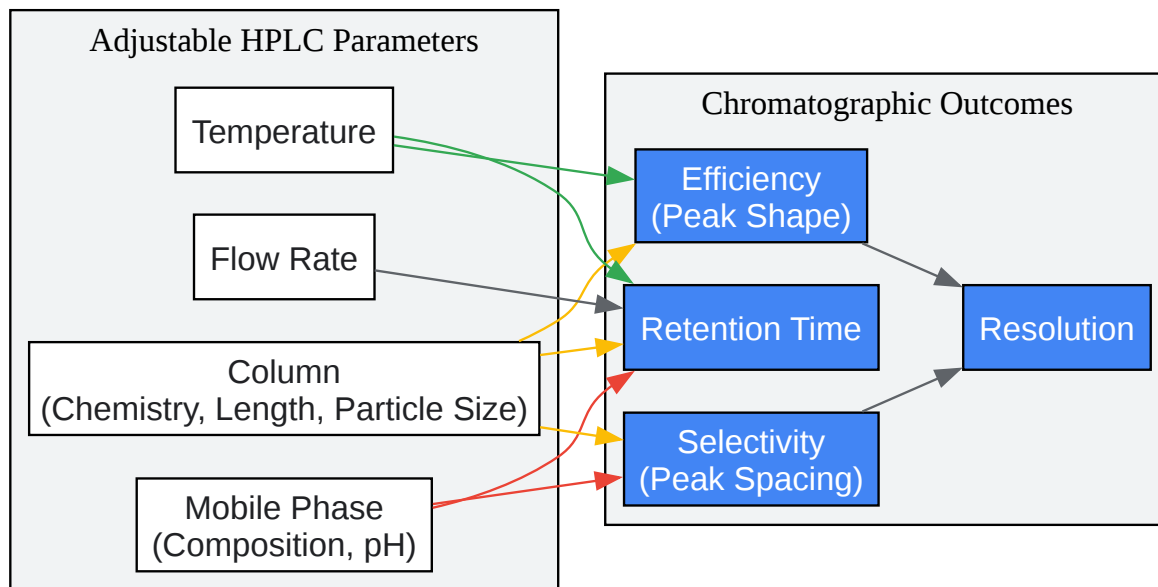 Adjustable HPLC Parameters
Temperature
Flow Rate
Column
(Chemistry, Length, Particle Size)
Mobile Phase
(Composition, pH)
Chromatographic Outcomes
Efficiency
(Peak Shape)
Retention Time
Selectivity
(Peak Spacing)
Resolution